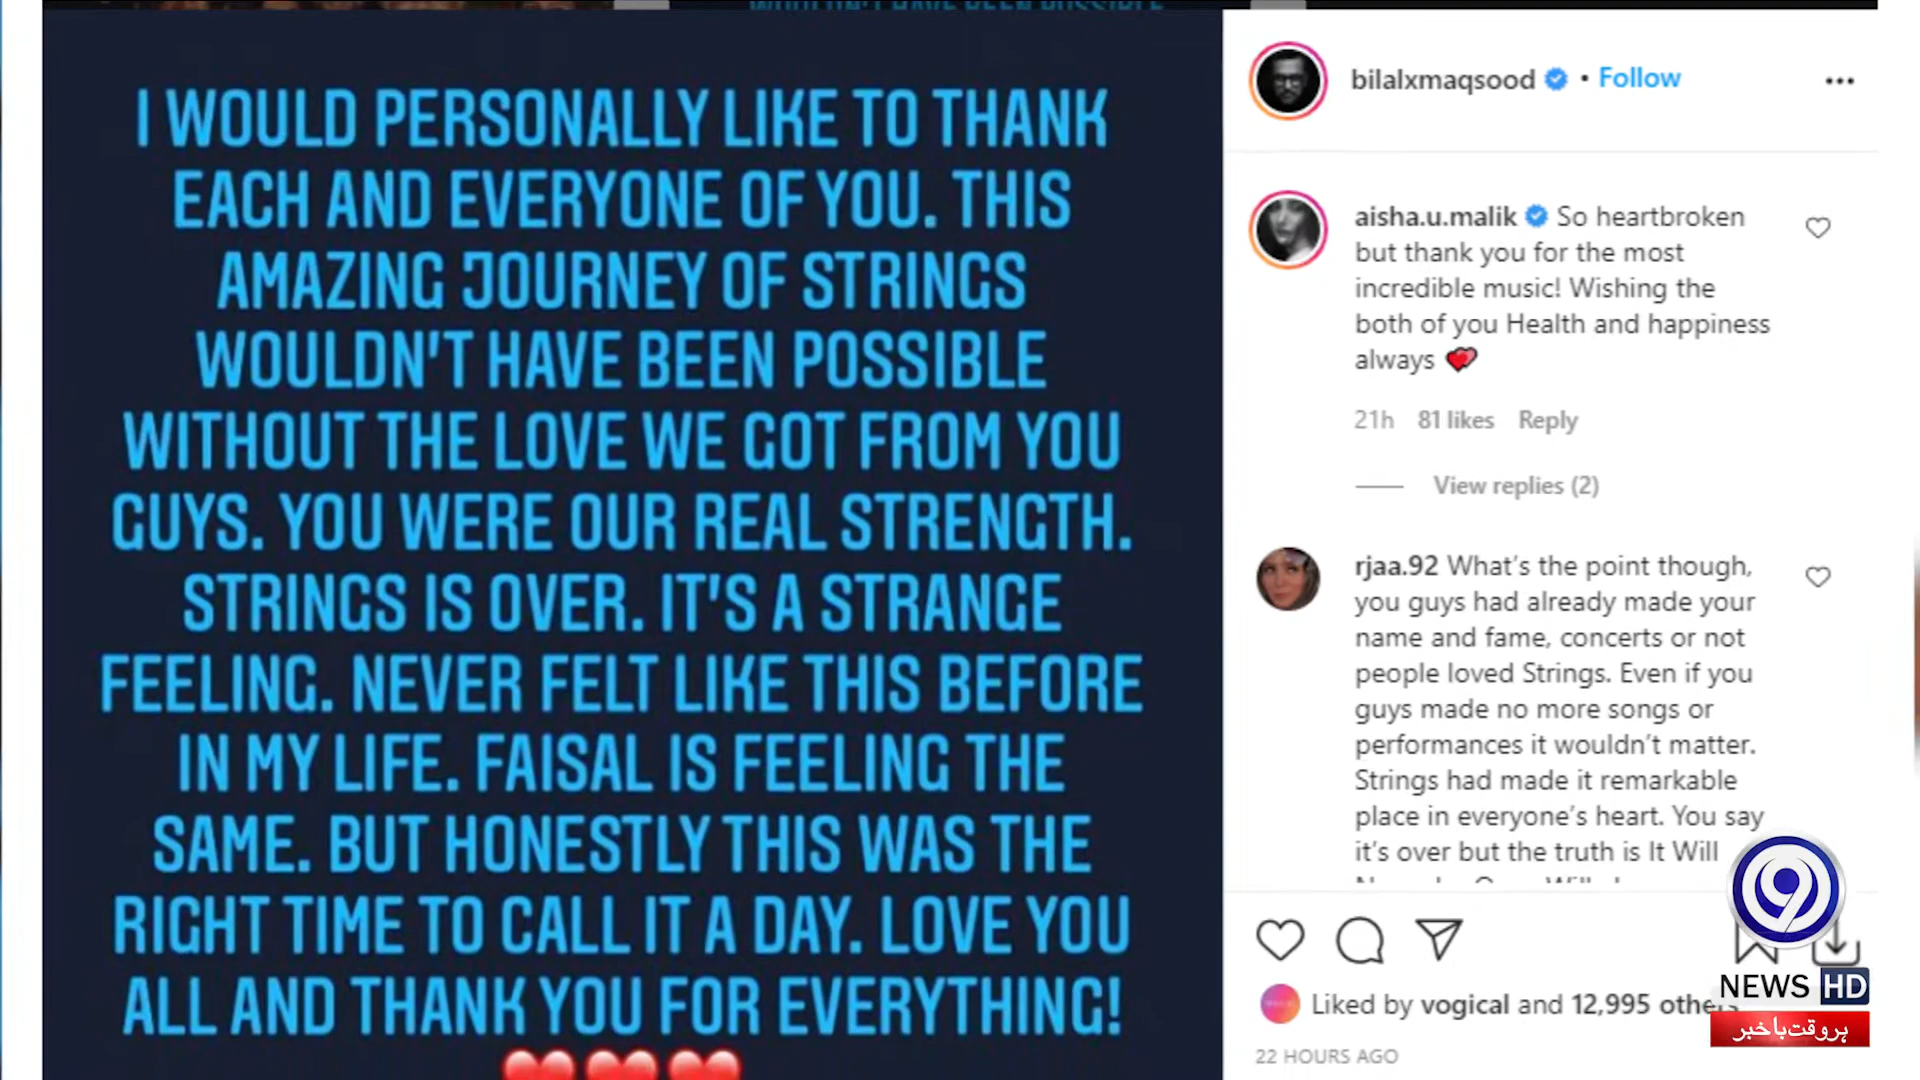 I WOULD PERSONALLY LIKE TO THANK
EACH AND EVERYONE OF YOU. THIS
AMAZING JOURNEY OF STRINGS
WOULDN'T HAVE BEEN POSSIBLE
WITHOUT THE LOVE WE GOT FROM YOU
GUYS. YOU WERE OUR REAL STRENGTH.
STRINGS IS OVER. IT'S A STRANGE
FEELING. NEVER FELT LIKE THIS BEFORE
IN MY LIFE. FAISAL IS FEELING THE
SAME. BUT HONESTLY THIS WAS THE
RIGHT TIME TO CALL IT A DAY. LOVE YOU
ALL AND THANK YOU FOR EVERYTHING!
❤️❤️❤️
bilalxmaqsood • Follow
aisha.u.malik So heartbroken
but thank you for the most
incredible music! Wishing the
both of you Health and happiness
always 💕
21h 81 likes Reply
View replies (2)
rjaa.92 What's the point though,
you guys had already made your
name and fame, concerts or not
people loved Strings. Even if you
guys made no more songs or
performances it wouldn't matter.
Strings had made it remarkable
place in everyone's heart. You say
it's over but the truth is It Will
Liked by vogical and 12,995 others
22 HOURS AGO
9
NEWS HD
ہر وقت باخبر